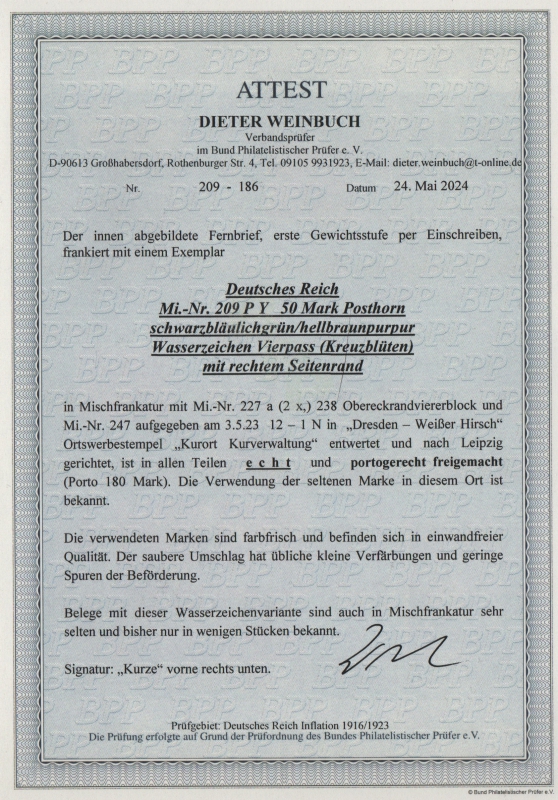 ATTEST
DIETER WEINBUCH
Verbandsprüfer
im Bund Philatelistischer Prüfer e. V.
D-90613 Großhabersdorf, Rothenburger Str. 4, Tel. 09105 9931923, E-Mail: dieter.weinbuch@t-online.de
Nr. 209 - 186 Datum 24. Mai 2024
Der innen abgebildete Fernbrief, erste Gewichtsstufe per Einschreiben,
frankiert mit einem Exemplar
Deutsches Reich
Mi.-Nr. 209 P Y 50 Mark Posthorn
schwarzbläulichgrün/hellbraunpurpur
Wasserzeichen Vierpass (Kreuzblüten)
mit rechtem Seitenrand
in Mischfrankatur mit Mi.-Nr. 227 a (2 x,) 238 Obereckrandviererblock und
Mi.-Nr. 247 aufgegeben am 3.5.23 12 – 1 N in „Dresden – Weißer Hirsch"
Ortswerbestempel „Kurort Kurverwaltung" entwertet und nach Leipzig
gerichtet, ist in allen Teilen e c h t und portogerecht freigemacht
(Porto 180 Mark). Die Verwendung der seltenen Marke in diesem Ort ist
bekannt.
Die verwendeten Marken sind farbfrisch und befinden sich in einwandfreier
Qualität. Der saubere Umschlag hat übliche kleine Verfärbungen und geringe
Spuren der Beförderung.
Belege mit dieser Wasserzeichenvariante sind auch in Mischfrankatur sehr
selten und bisher nur in wenigen Stücken bekannt.
Signatur: „Kurze" vorne rechts unten.
Prüfgebiet: Deutsches Reich Inflation 1916/1923
Die Prüfung erfolgte auf Grund der Prüfordnung des Bundes Philatelistischer Prüfer e.V.
© Bund Philatelistischer Prüfer e.V.